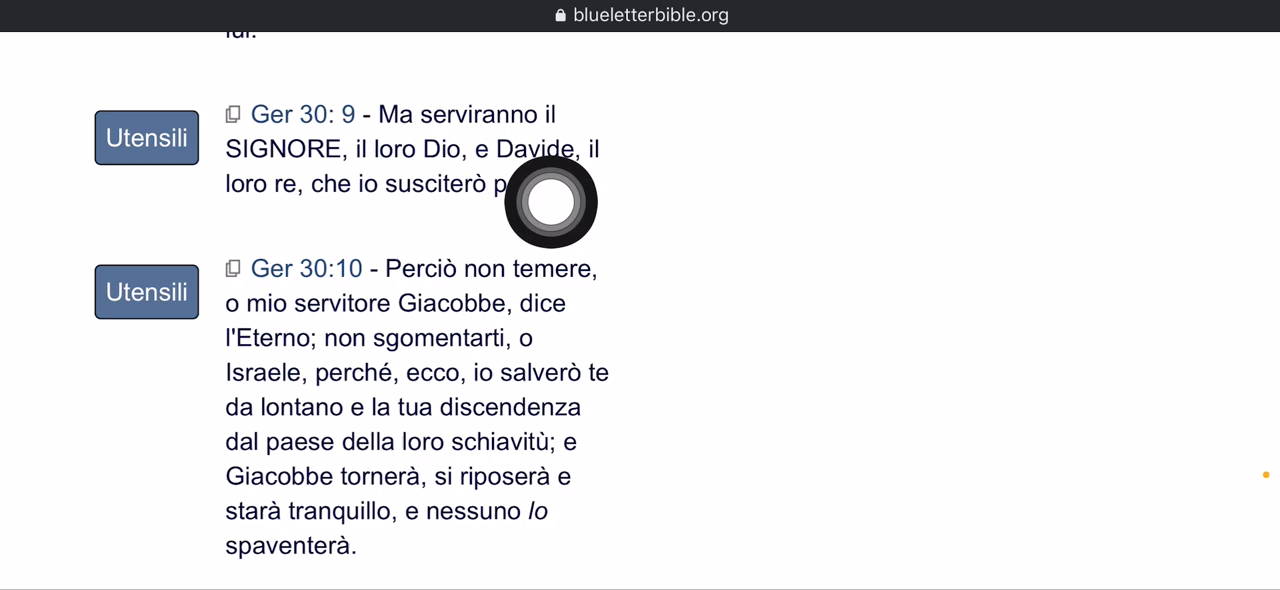 blueletterbible.org
lui.
Utensili
Ger 30: 9 - Ma serviranno il
SIGNORE, il loro Dio, e Davide, il
loro re, che io susciterò
Utensili
Ger 30:10 - Perciò non temere,
o mio servitore Giacobbe, dice
l'Eterno; non sgomentarti, o
Israele, perché, ecco, io salverò te
da lontano e la tua discendenza
dal paese della loro schiavitù; e
Giacobbe tornerà, si riposerà e
starà tranquillo, e nessuno lo
spaventerà.